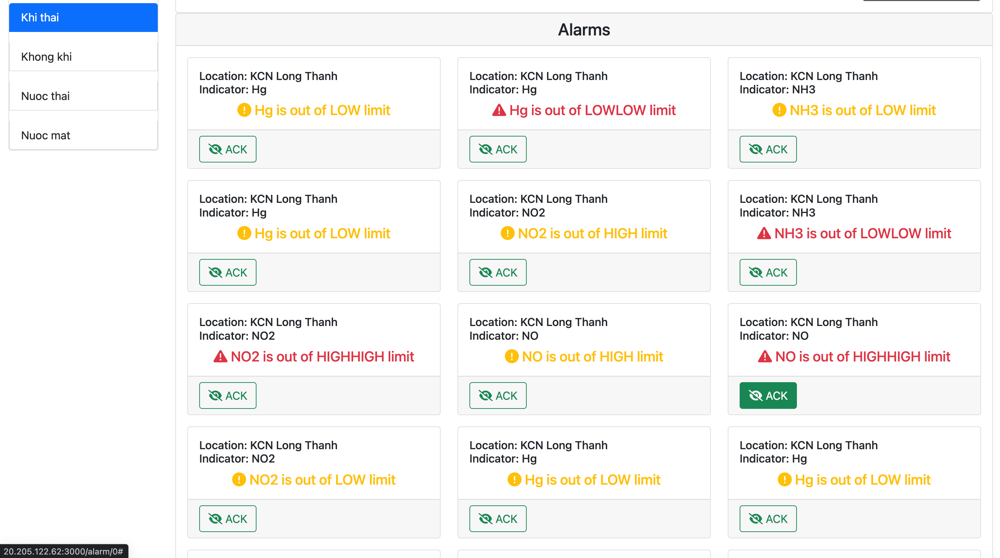 Khi thai
Khong khi
Nuoc thai
Nuoc mat
Alarms
Location: KCN Long Thanh
Indicator: Hg
Hg is out of LOW limit
ACK
Location: KCN Long Thanh
Indicator: Hg
Hg is out of LOWLOW limit
ACK
Location: KCN Long Thanh
Indicator: NH3
NH3 is out of LOW limit
ACK
Location: KCN Long Thanh
Indicator: Hg
Hg is out of LOW limit
ACK
Location: KCN Long Thanh
Indicator: NO2
NO2 is out of HIGH limit
ACK
Location: KCN Long Thanh
Indicator: NH3
NH3 is out of LOWLOW limit
ACK
Location: KCN Long Thanh
Indicator: NO2
NO2 is out of HIGHHIGH limit
ACK
Location: KCN Long Thanh
Indicator: NO
NO is out of HIGH limit
ACK
Location: KCN Long Thanh
Indicator: NO
NO is out of HIGHHIGH limit
ACK
Location: KCN Long Thanh
Indicator: NO2
NO2 is out of LOW limit
ACK
Location: KCN Long Thanh
Indicator: Hg
Hg is out of LOW limit
ACK
Location: KCN Long Thanh
Indicator: Hg
Hg is out of LOW limit
ACK
20.205.122.62:3000/alarm/0#